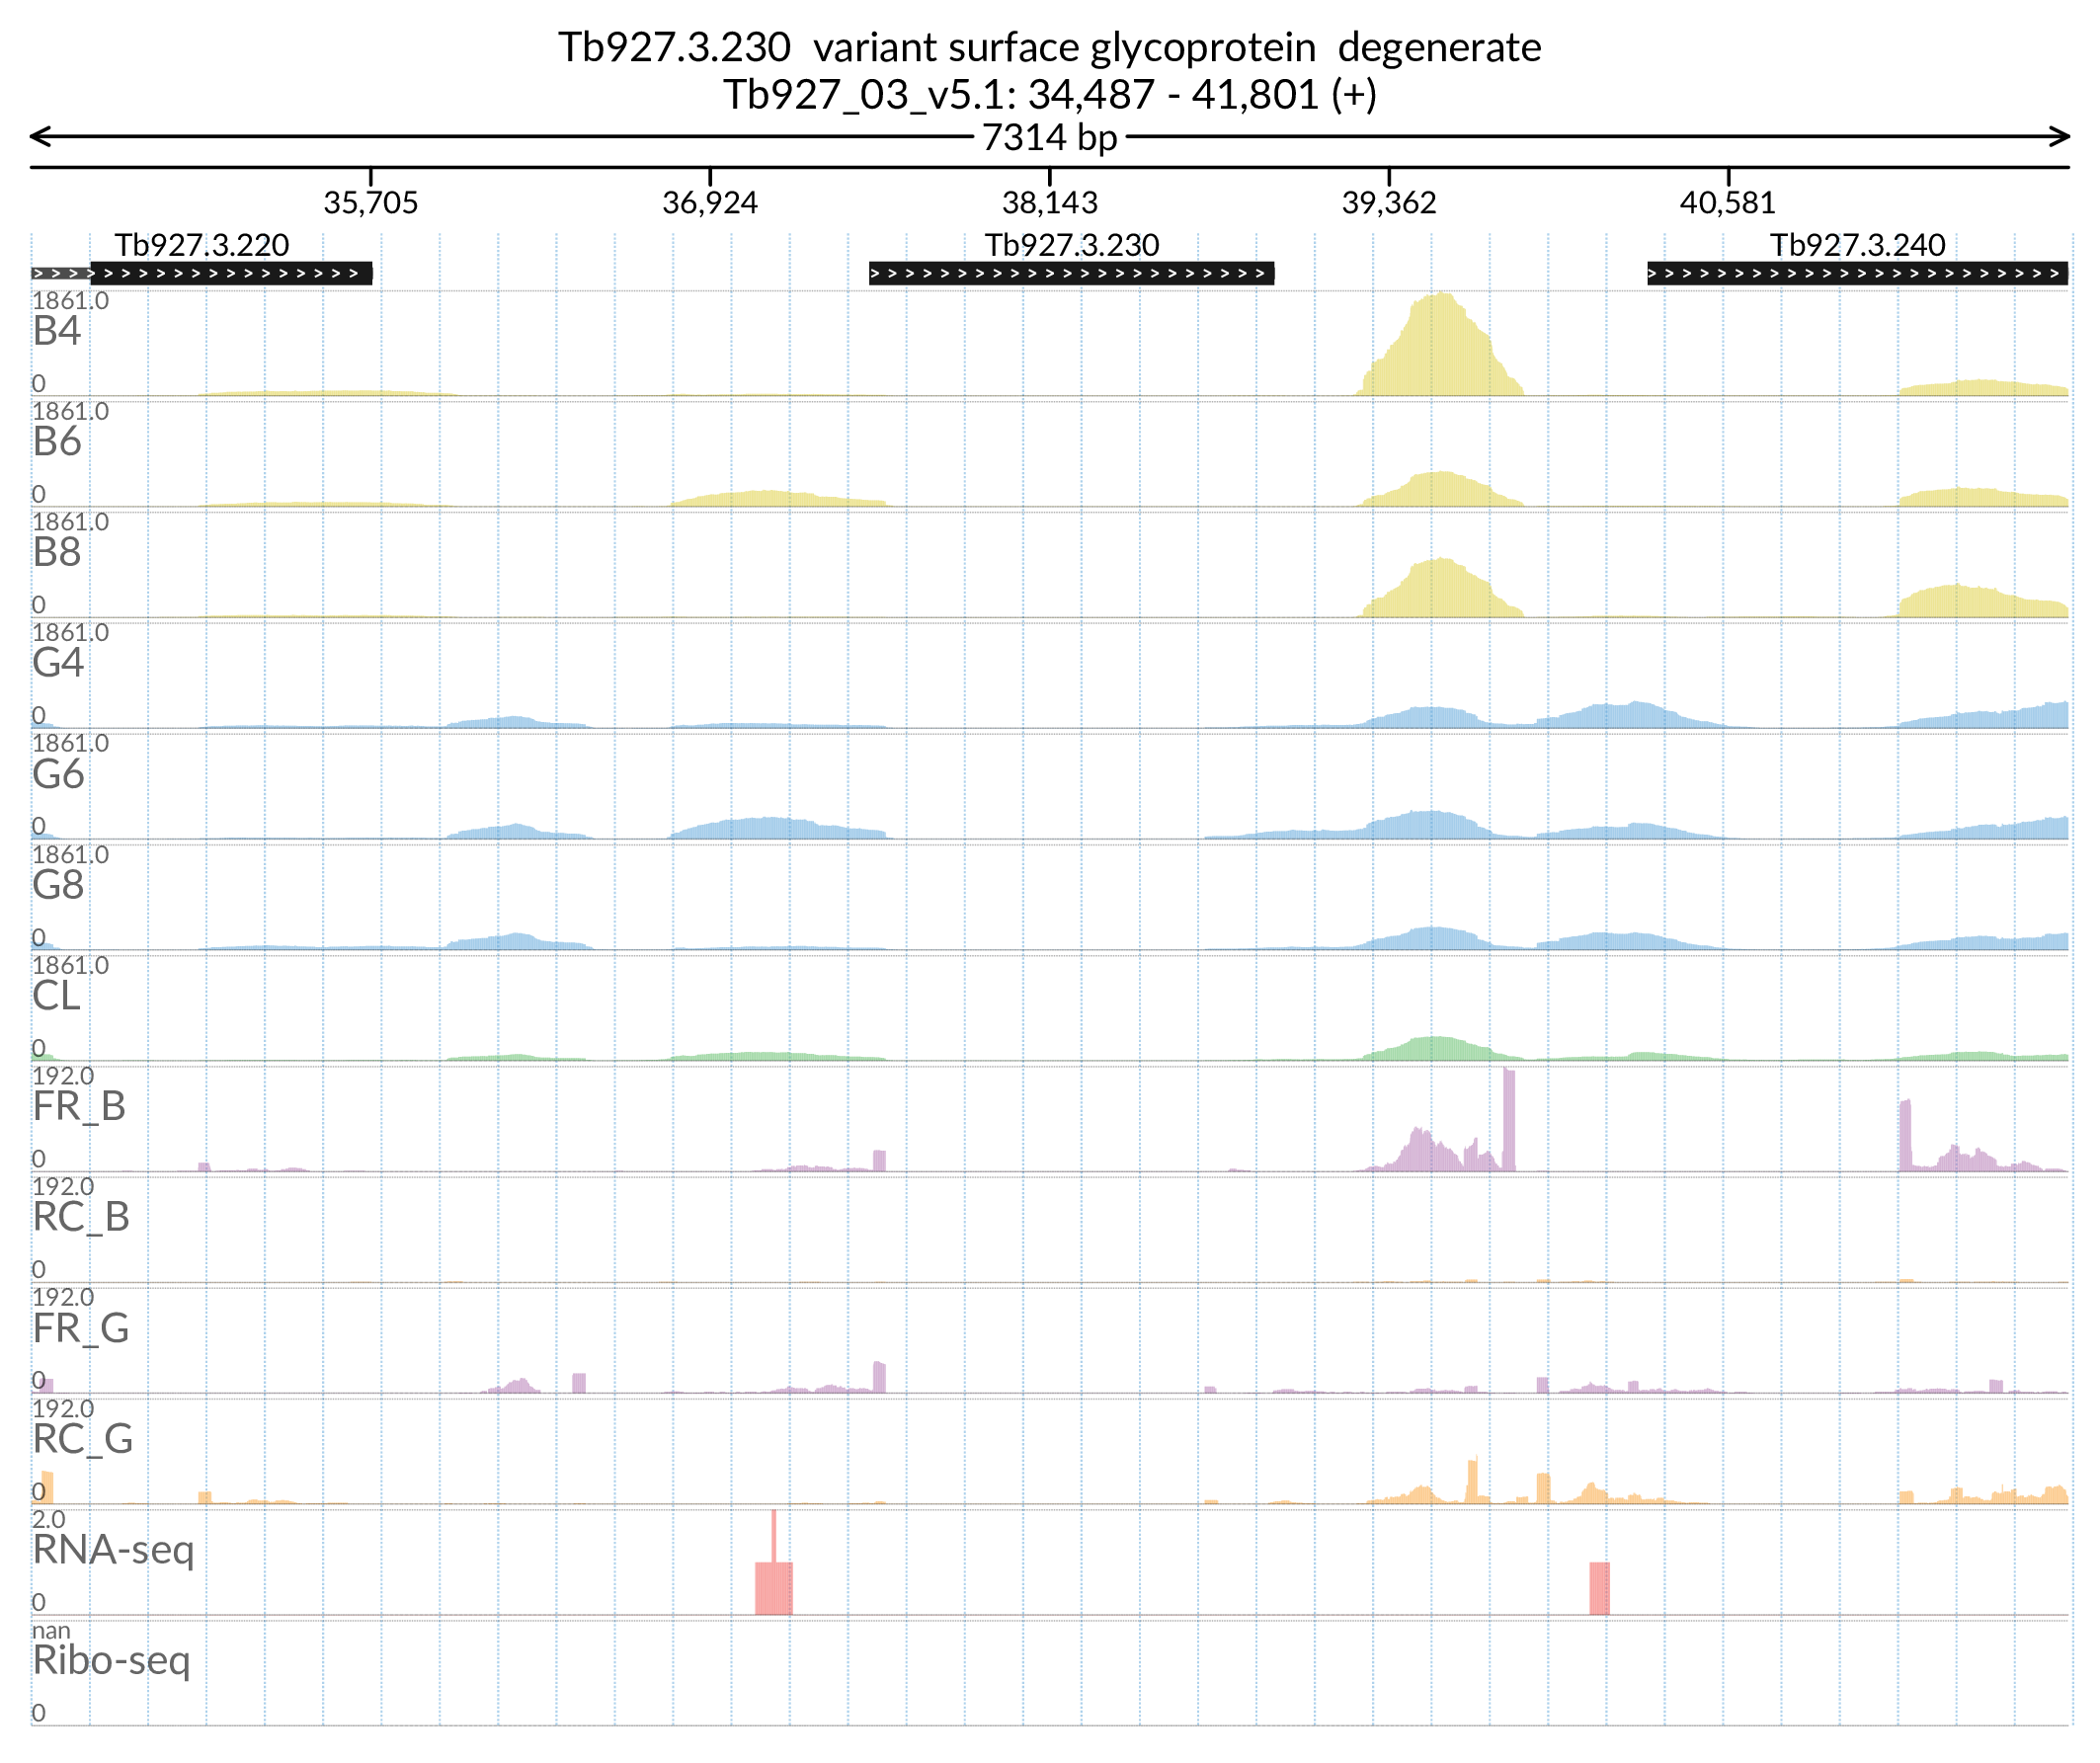 Tb927.3.230 variant surface glycoprotein degenerate
Tb927_03_v5.1: 34,487 - 41,801 (+)
7314 bp
35,705 36,924 38,143 39,362 40,581
Tb927.3.220 Tb927.3.230 Tb927.3.240
1861.0
B4
0
1861.0
B6
0
1861.0
B8
0
1861.0
G4
0
1861.0
G6
0
1861.0
G8
0
1861.0
CL
0
192.0
FR_B
0
192.0
RC_B
0
192.0
FR_G
0
192.0
RC_G
0
2.0
RNA-seq
0
nan
Ribo-seq
0